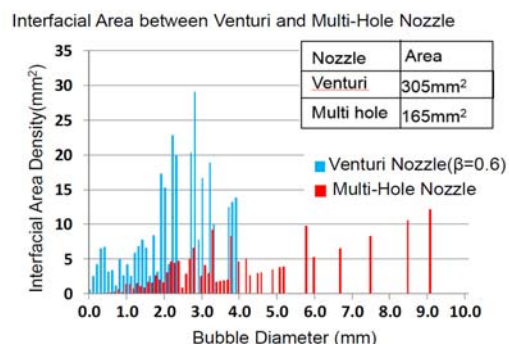 Interfacial Area between Venturi and Multi-Hole Nozzle
Interfacial Area Density(mm²)
35
30
25
20
15
10
5
0
Nozzle Area
Venturi 305mm²
Multi hole 165mm²
Venturi Nozzle(β=0.6)
Multi-Hole Nozzle
0.0 1.0 2.0 3.0 4.0 5.0 6.0 7.0 8.0 9.0 10.0
Bubble Diameter (mm)